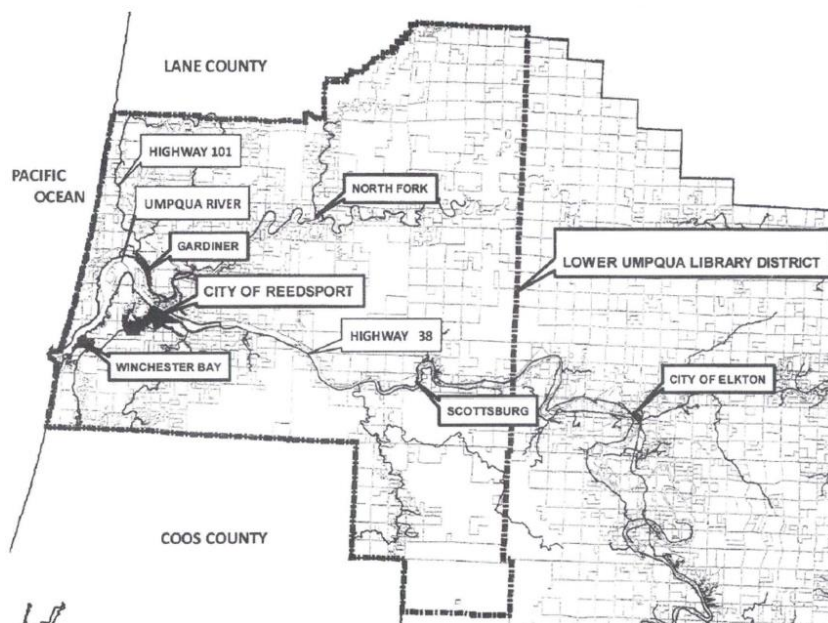 LANE COUNTY
HIGHWAY 101
PACIFIC
OCEAN
NORTH FORK
UMPQUA RIVER
GARDINER
LOWER UMPQUA LIBRARY DISTRICT
CITY OF REEDSPORT
HIGHWAY 38
WINCHESTER BAY
CITY OF ELKTON
SCOTTSBURG
COOS COUNTY